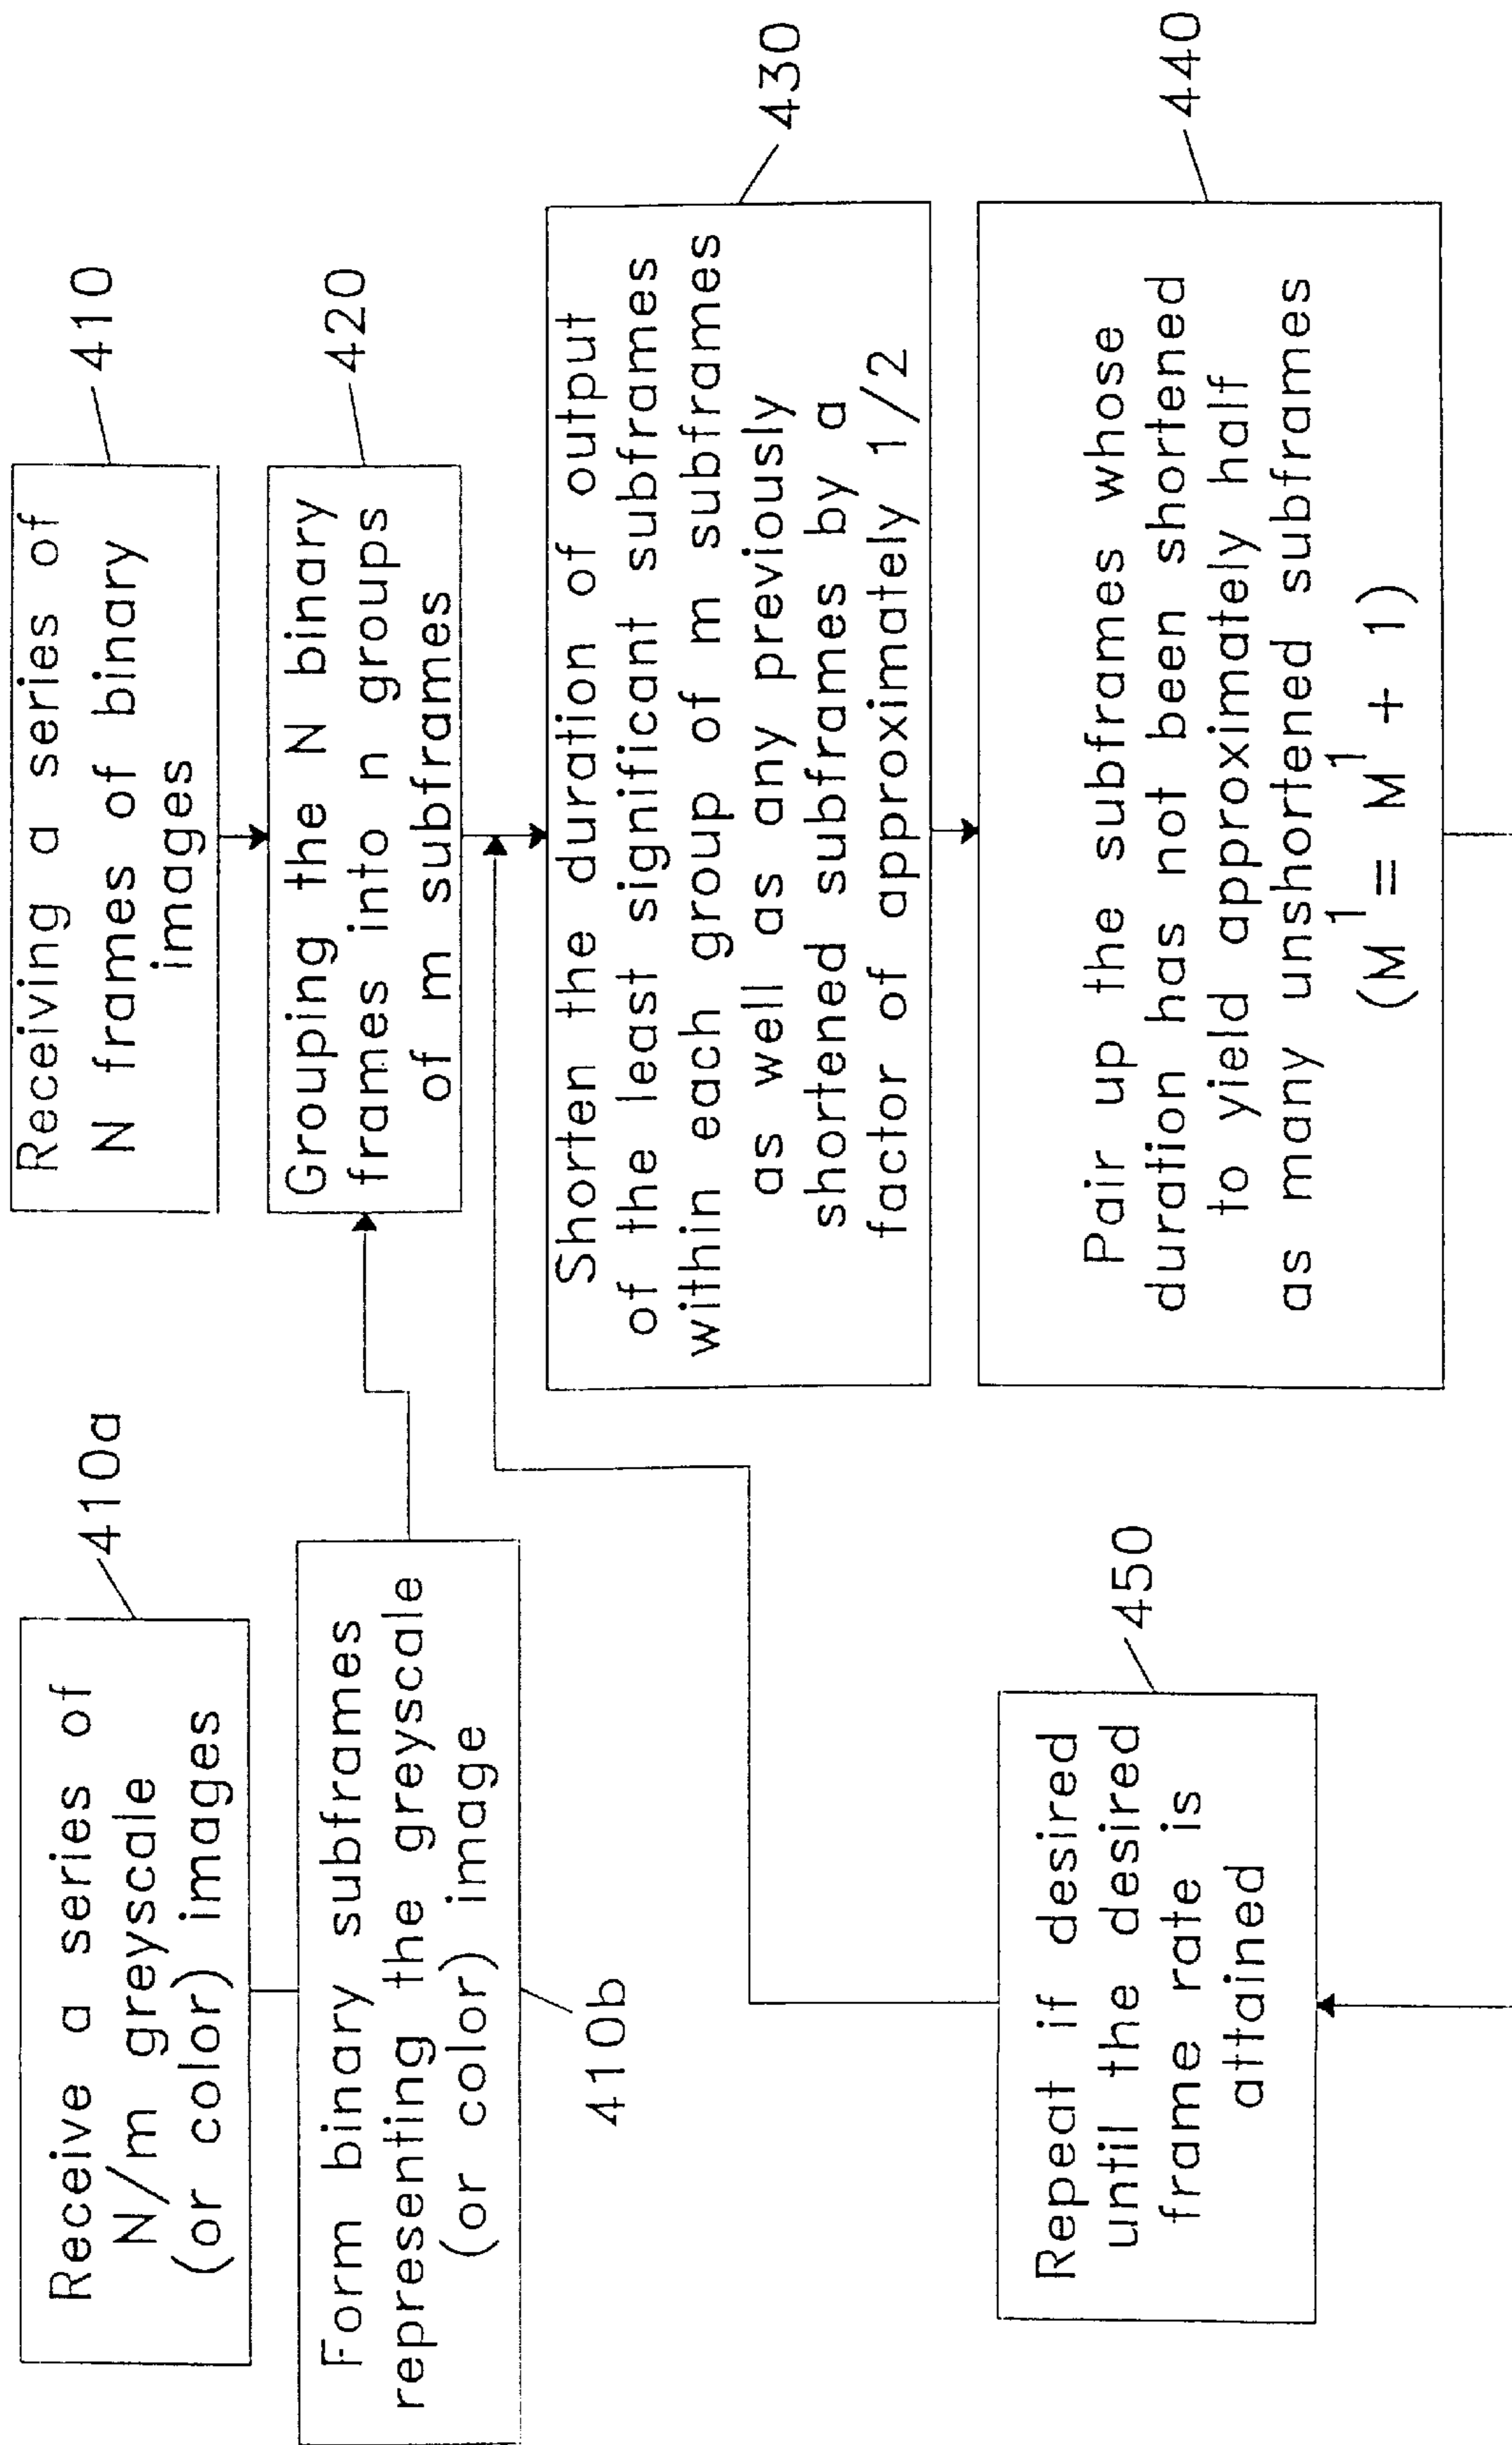 Receive a series of
N/m greyscale
(or color) images
410a
Form binary subframes
representing the greyscale
(or color) image
410b
Receiving a series of
N frames of binary
images
410
Grouping the N binary
frames into n groups
of m subframes
420
Shorten the duration of output
of the least significant subframes
within each group of m subframes
as well as any previously
shortened subframes by a
factor of approximately 1/2
430
Pair up the subframes whose
duration has not been shortened
to yield approximately half
as many unshortened subframes
(M¹ = M¹ + 1)
440
Repeat if desired
until the desired
frame rate is
attained
450